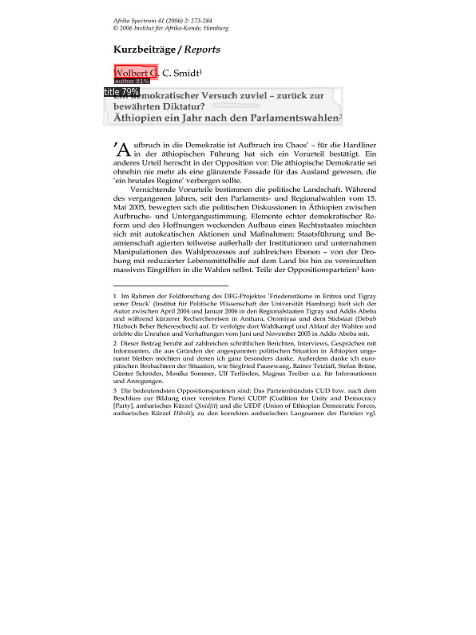 Afrika Spectrum 41 (2006) 2: 273-284
© 2006 Institut für Afrika-Kunde, Hamburg
Kurzbeiträge / Reports
Wolbert G. C. Smidt¹
author 81%
title 79%
demokratischer Versuch zuviel – zurück zur
bewährten Diktatur?
Äthiopien ein Jahr nach den Parlamentswahlen²
'Aufbruch in die Demokratie ist Aufbruch ins Chaos' – für die Hardliner
in der äthiopischen Führung hat sich ein Vorurteil bestätigt. Ein
anderes Urteil herrscht in der Opposition vor: Die äthiopische Demokratie sei
ohnehin nie mehr als eine glänzende Fassade für das Ausland gewesen, die
'ein brutales Regime' verbergen sollte.
Vernichtende Vorurteile bestimmen die politische Landschaft. Während
des vergangenen Jahres, seit den Parlaments- und Regionalwahlen vom 15.
Mai 2005, bewegten sich die politischen Diskussionen in Äthiopien zwischen
Aufbruchs- und Untergangsstimmung. Elemente echter demokratischer Re-
form und des Hoffnungen weckenden Aufbaus eines Rechtsstaates mischten
sich mit autokratischen Aktionen und Maßnahmen: Staatsführung und Be-
amtenschaft agierten teilweise außerhalb der Institutionen und unternahmen
Manipulationen des Wahlprozesses auf zahlreichen Ebenen – von der Dro-
hung mit reduzierter Lebensmittelhilfe auf dem Land bis hin zu vereinzelten
massiven Eingriffen in die Wahlen selbst. Teile der Oppositionsparteien³ kon-
1 Im Rahmen der Feldforschung des DFG-Projektes 'Friedensräume in Eritrea und Tigray
unter Druck' (Institut für Politische Wissenschaft der Universität Hamburg) hielt sich der
Autor zwischen April 2004 und Januar 2006 in den Regionalstaaten Tigray und Addis Abeba
und während kürzerer Recherchereisen in Amhara, Oromiyaa und dem Südstaat (Debub
Hizboch Beher Behereseboch) auf. Er verfolgte dort Wahlkampf und Ablauf der Wahlen und
erlebte die Unruhen und Verhaftungen vom Juni und November 2005 in Addis Abeba mit.
2 Dieser Beitrag beruht auf zahlreichen schriftlichen Berichten, Interviews, Gesprächen mit
Informanten, die aus Gründen der angespannten politischen Situation in Äthiopien unge-
nannt bleiben möchten und denen ich ganz besonders danke. Außerdem danke ich euro-
päischen Beobachtern der Situation, wie Siegfried Pausewang, Rainer Tetzlaff, Stefan Brüne,
Günter Schröder, Monika Sommer, Ulf Terlinden, Magnus Treiber u.a. für Informationen
und Anregungen.
3 Die bedeutendsten Oppositionsparteien sind: Das Parteienbündnis CUD bzw. nach dem
Beschluss zur Bildung einer vereinten Partei CUDP (Coalition for Unity and Democracy
[Party], amharisches Kürzel Qinidjit) und die UEDF (Union of Ethiopian Democratic Forces,
amharisches Kürzel Hibrit); zu den korrekten amharischen Langnamen der Parteien vgl.